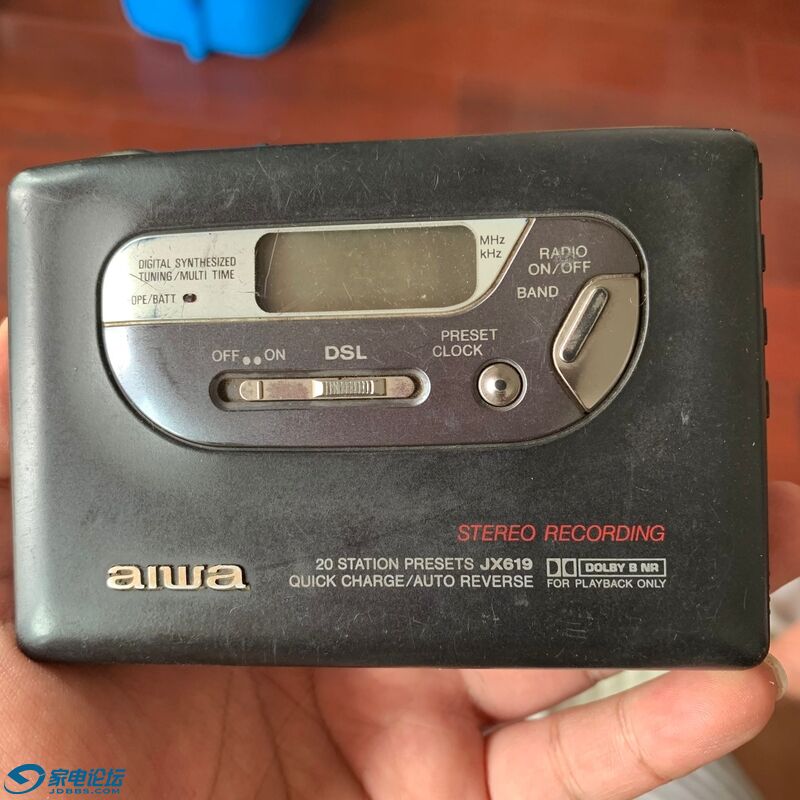 DIGITAL SYNTHESIZED
TUNING/MULTI TIME
OPE/BATT
MHz
kHz
RADIO
ON/OFF
BAND
PRESET
CLOCK
OFF ON DSL
STEREO RECORDING
aiwa
20 STATION PRESETS JX619
QUICK CHARGE/AUTO REVERSE
DOLBY B NR
FOR PLAYBACK ONLY
家电论坛
JDBBS.COM